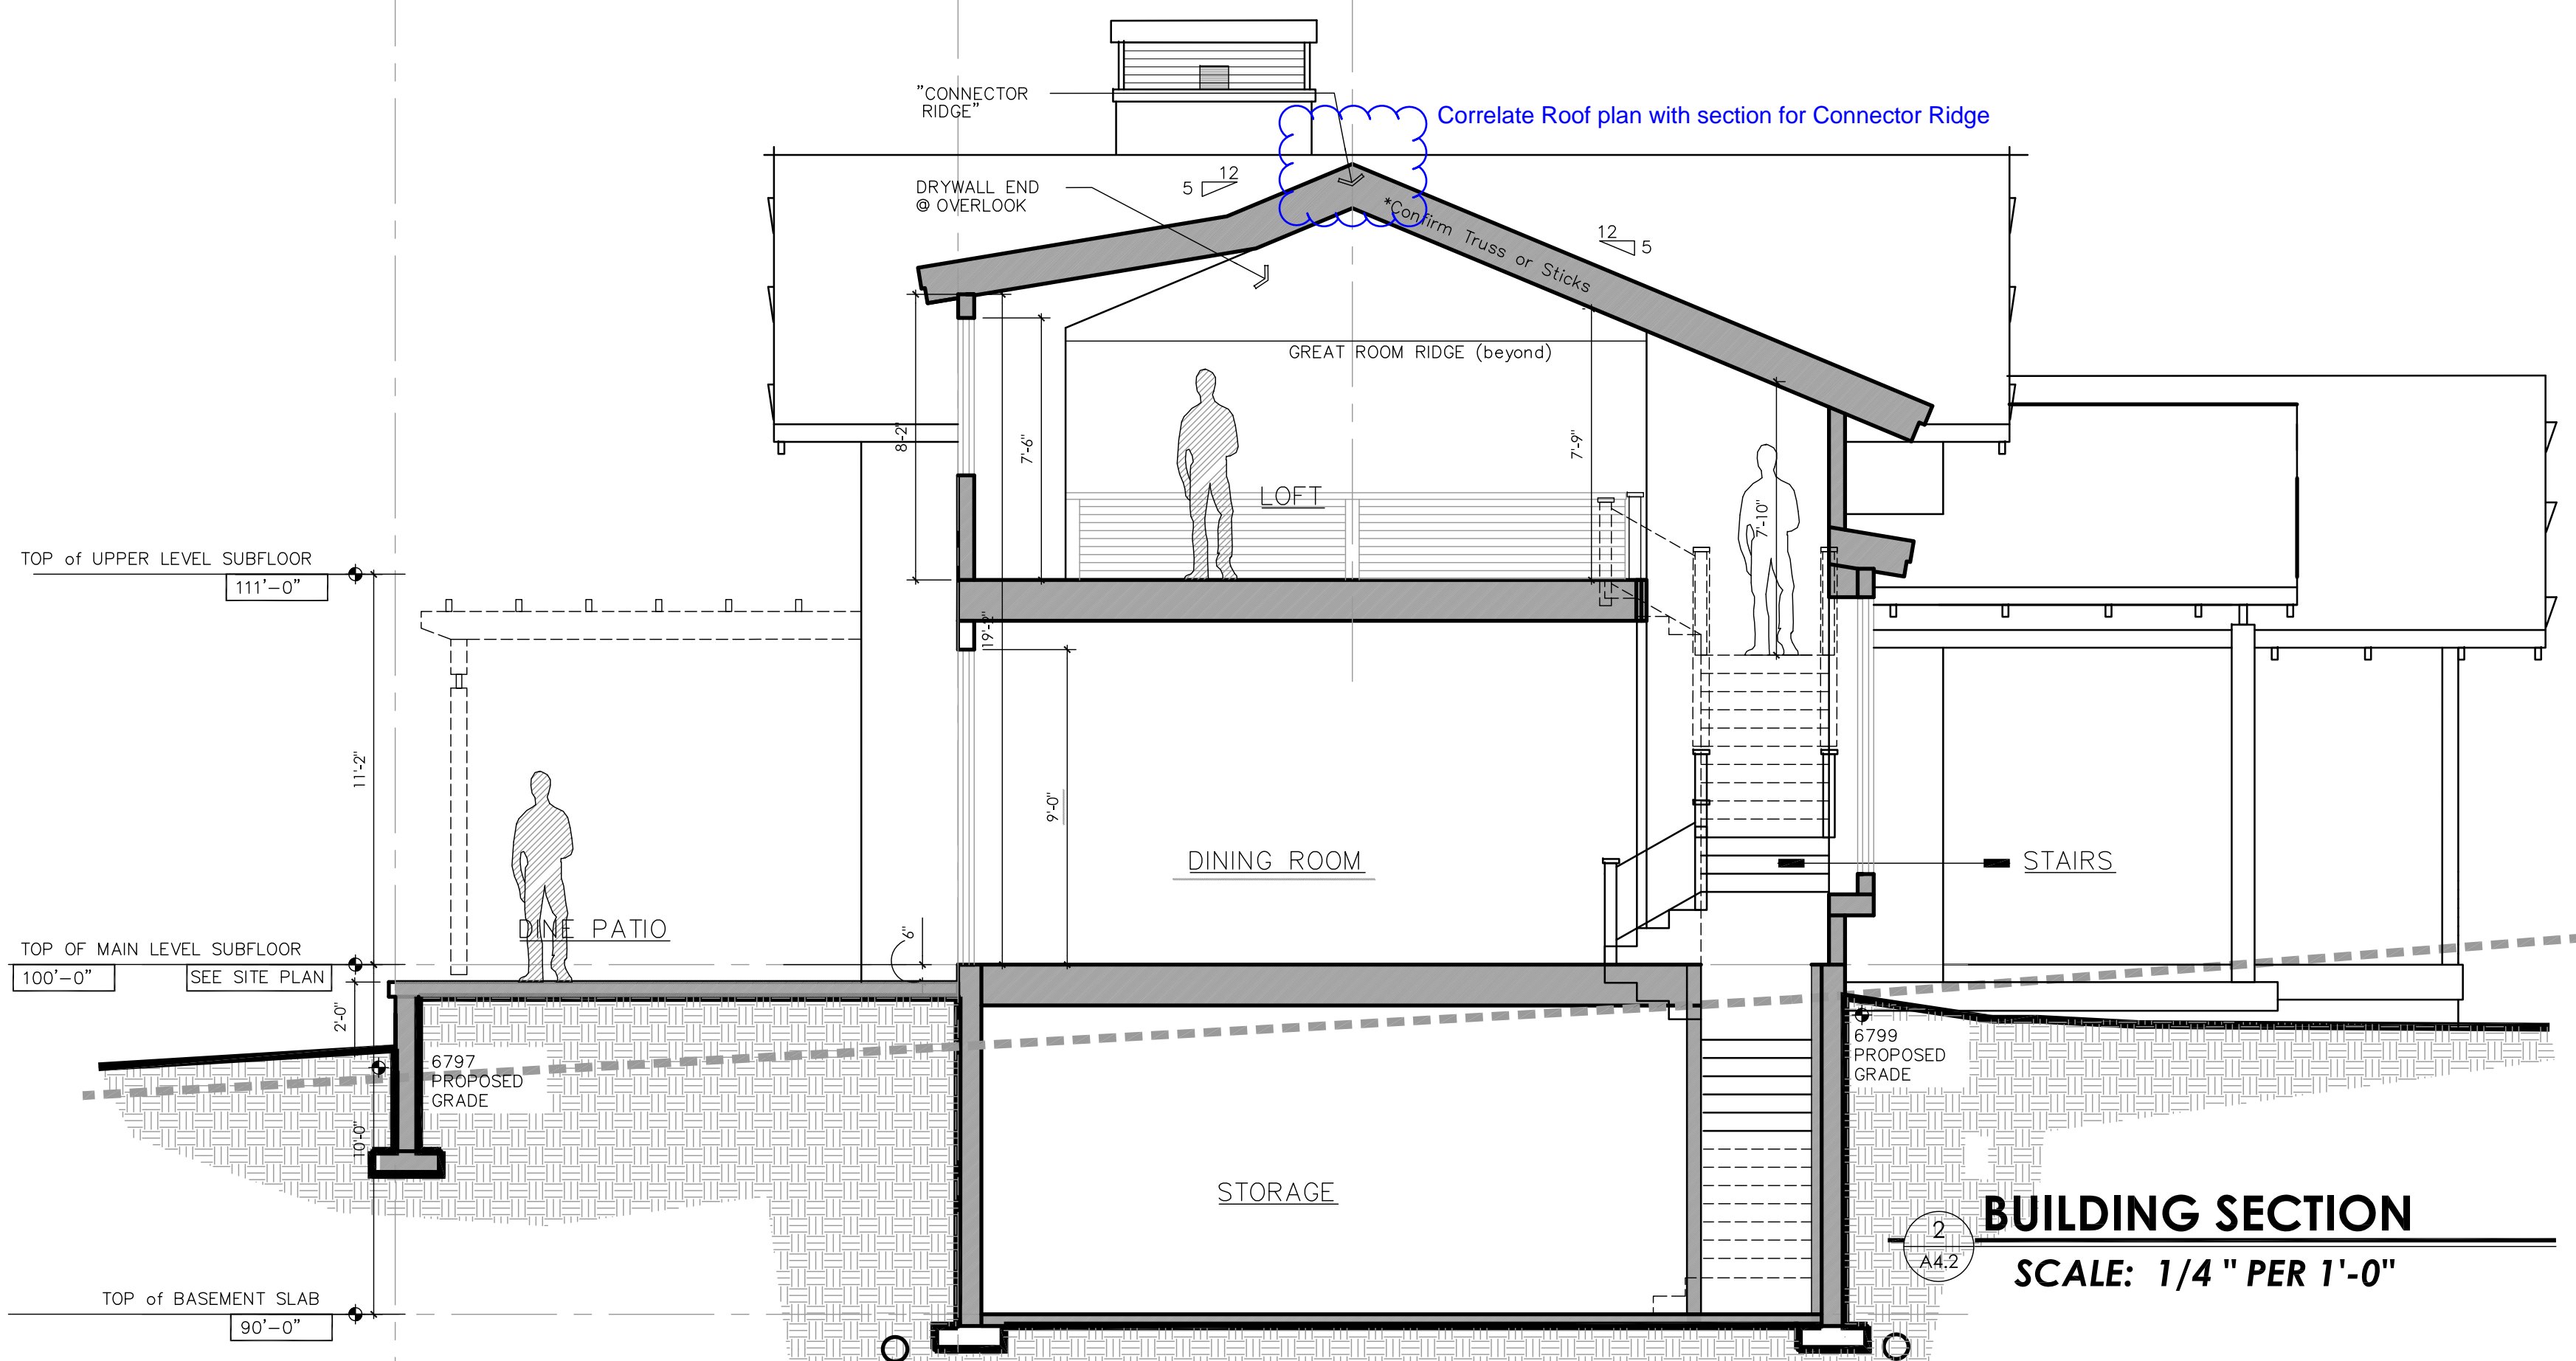 "CONNECTOR
RIDGE"
Correlate Roof plan with section for Connector Ridge
DRYWALL END
@ OVERLOOK
5
12
*Confirm Truss or Sticks
12
5
GREAT ROOM RIDGE (beyond)
8'-2"
7'-6"
7'-9"
7'-10"
LOFT
TOP of UPPER LEVEL SUBFLOOR
111'-0"
19'-2"
11'-2"
9'-0"
DINING ROOM
STAIRS
DINE PATIO
6"
TOP OF MAIN LEVEL SUBFLOOR
100'-0"
SEE SITE PLAN
2'-0"
6797
PROPOSED
GRADE
6799
PROPOSED
GRADE
10'-0"
STORAGE
2
A4.2
BUILDING SECTION
SCALE: 1/4 " PER 1'-0"
TOP of BASEMENT SLAB
90'-0"